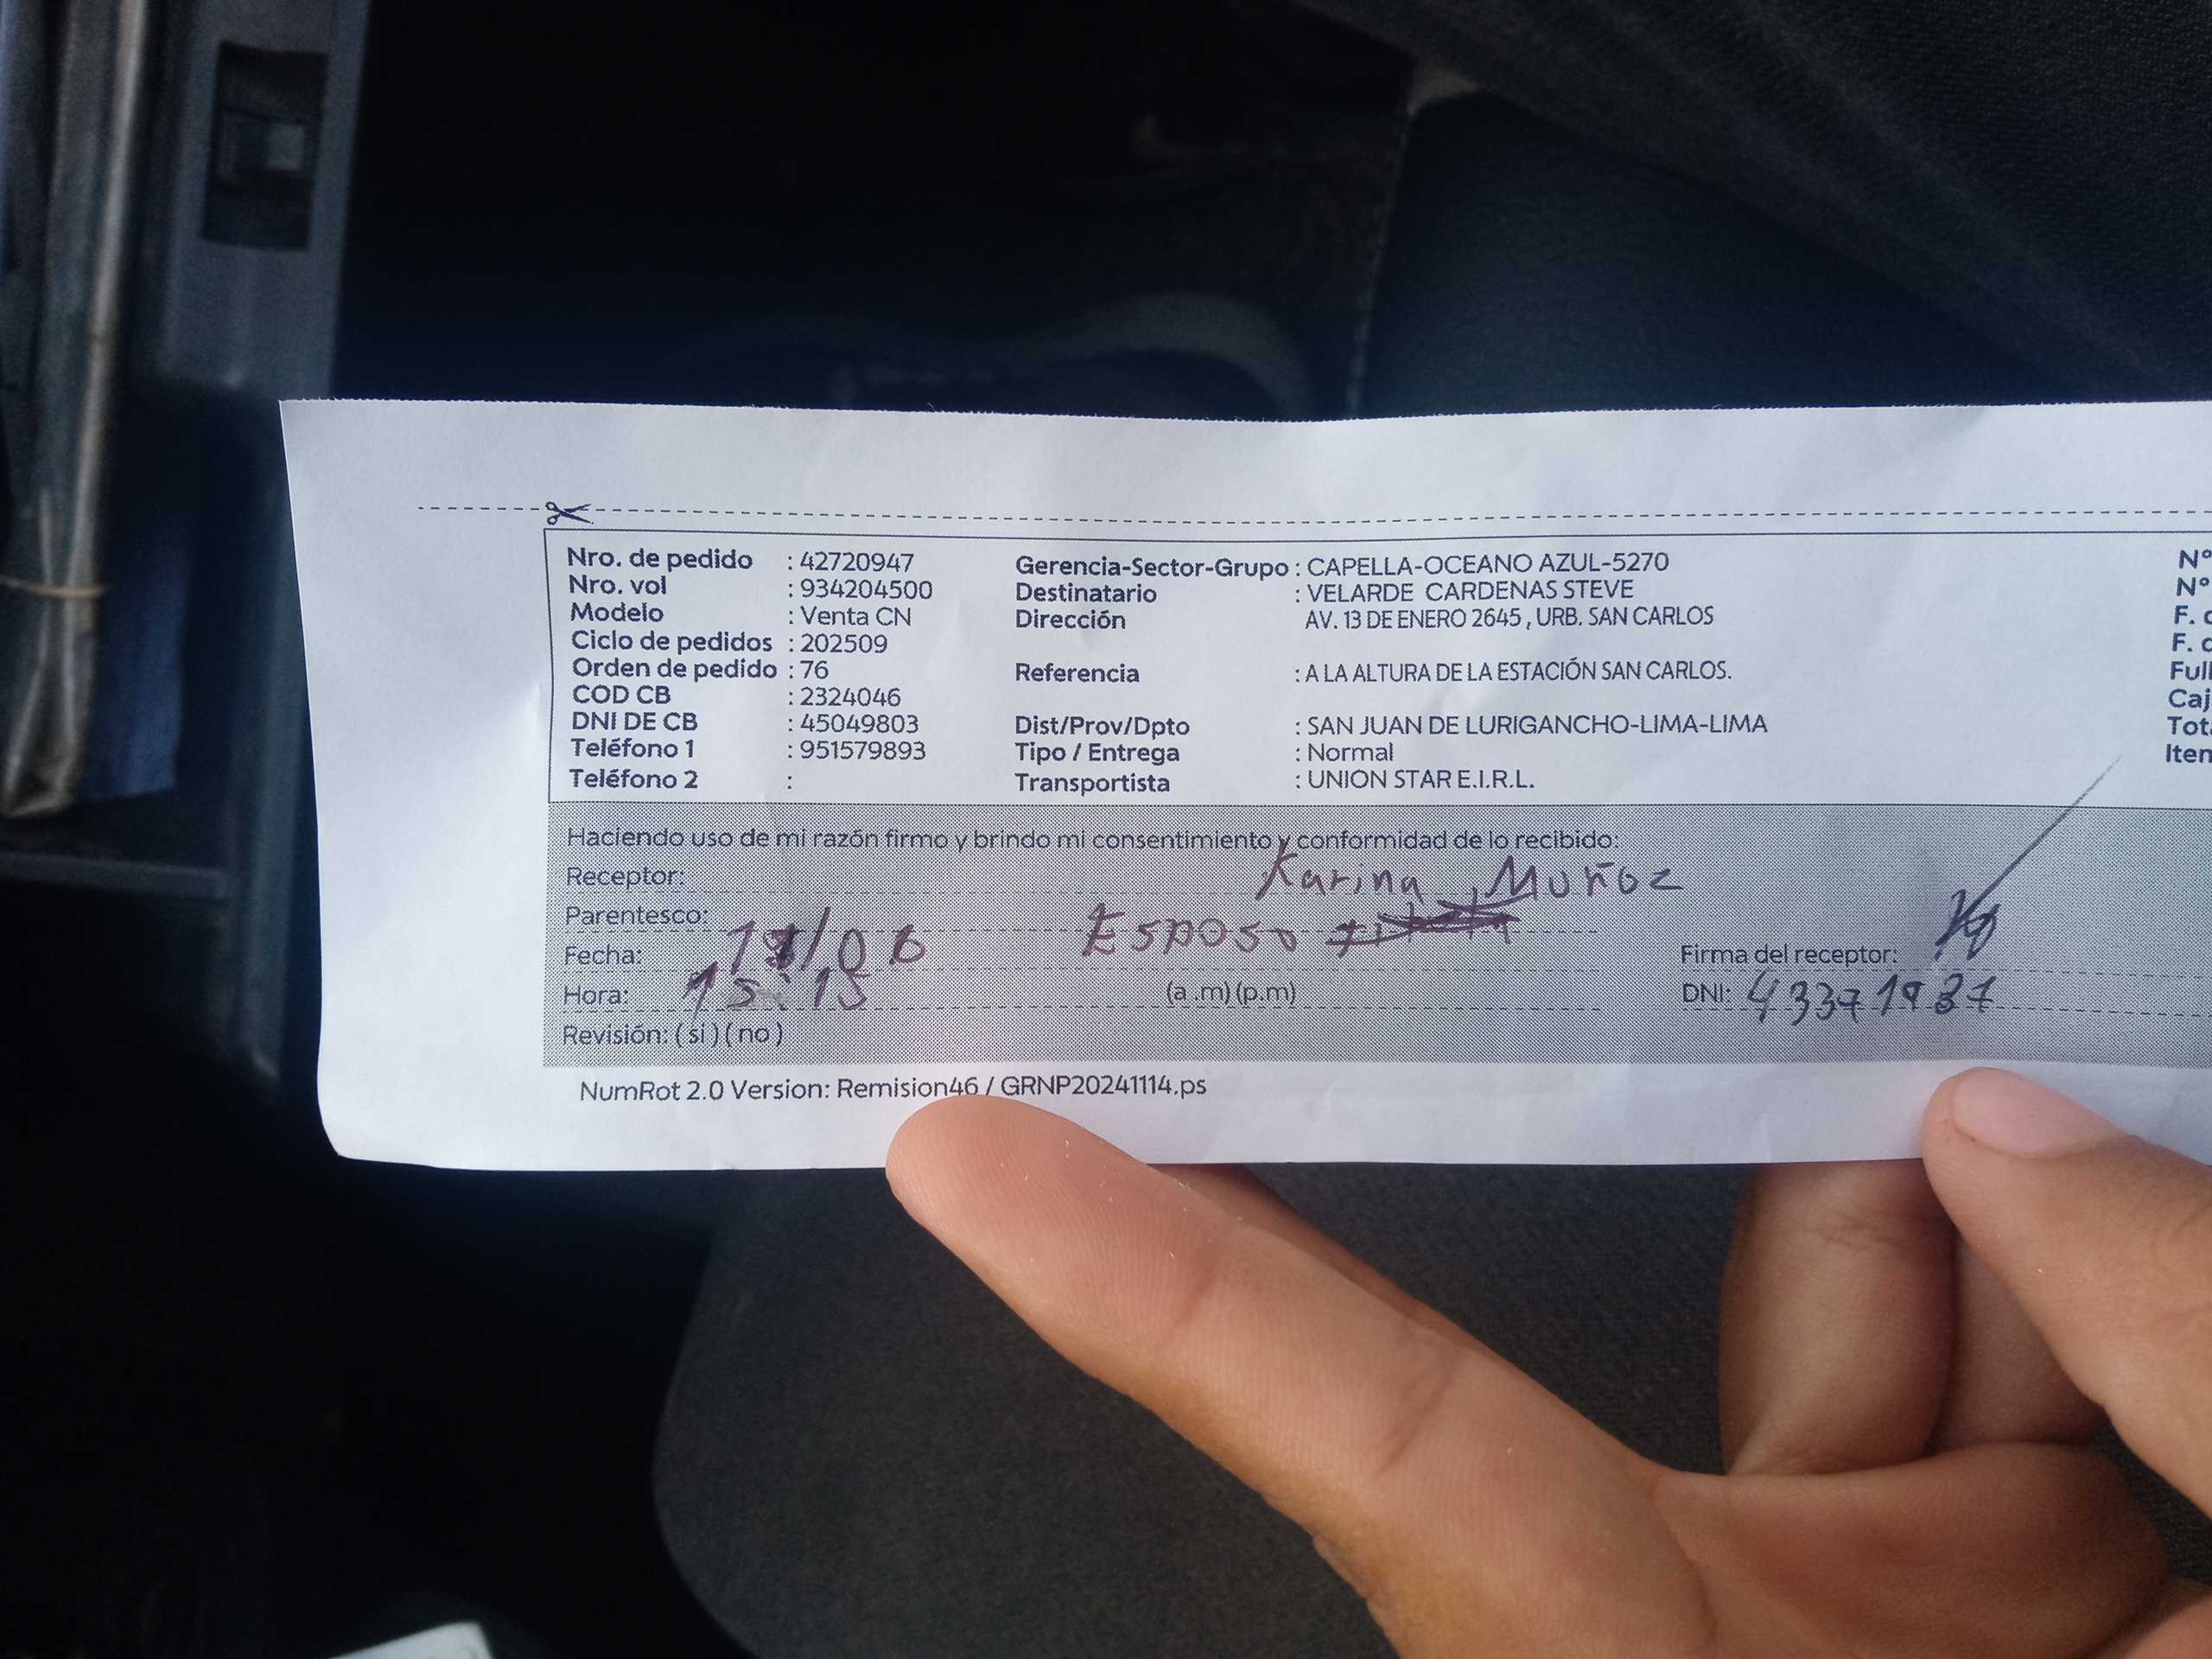 Nro. de pedido : 42720947
Nro. vol : 934204500
Modelo : Venta CN
Ciclo de pedidos : 202509
Orden de pedido : 76
COD CB : 2324046
DNI DE CB : 45049803
Teléfono 1 : 951579893
Teléfono 2 :
Gerencia-Sector-Grupo : CAPELLA-OCEANO AZUL-5270
Destinatario : VELARDE CARDENAS STEVE
Dirección AV. 13 DE ENERO 2645 , URB. SAN CARLOS
Referencia : A LA ALTURA DE LA ESTACIÓN SAN CARLOS.
Dist/Prov/Dpto : SAN JUAN DE LURIGANCHO-LIMA-LIMA
Tipo / Entrega : Normal
Transportista : UNION STAR E.I.R.L.
N°
N°
F.
F.
Haciendo uso de mi razón firmo y brindo mi consentimiento y conformidad de lo recibido:
Receptor: Karina Muñoz
Parentesco: Esposo
Fecha:
Hora: 15:15 (a .m) (p.m)
Revisión: ( si ) ( no )
Firma del receptor:
DNI: 43371937
NumRot 2.0 Version: Remision46 / GRNP20241114.ps